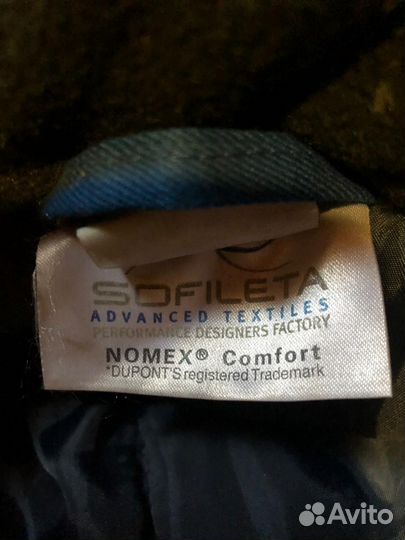 SOFILETA
ADVANCED TEXTILES
PERFORMANCE DESIGNERS FACTORY
NOMEX® Comfort
*DUPONT'S registered Trademark
Avito